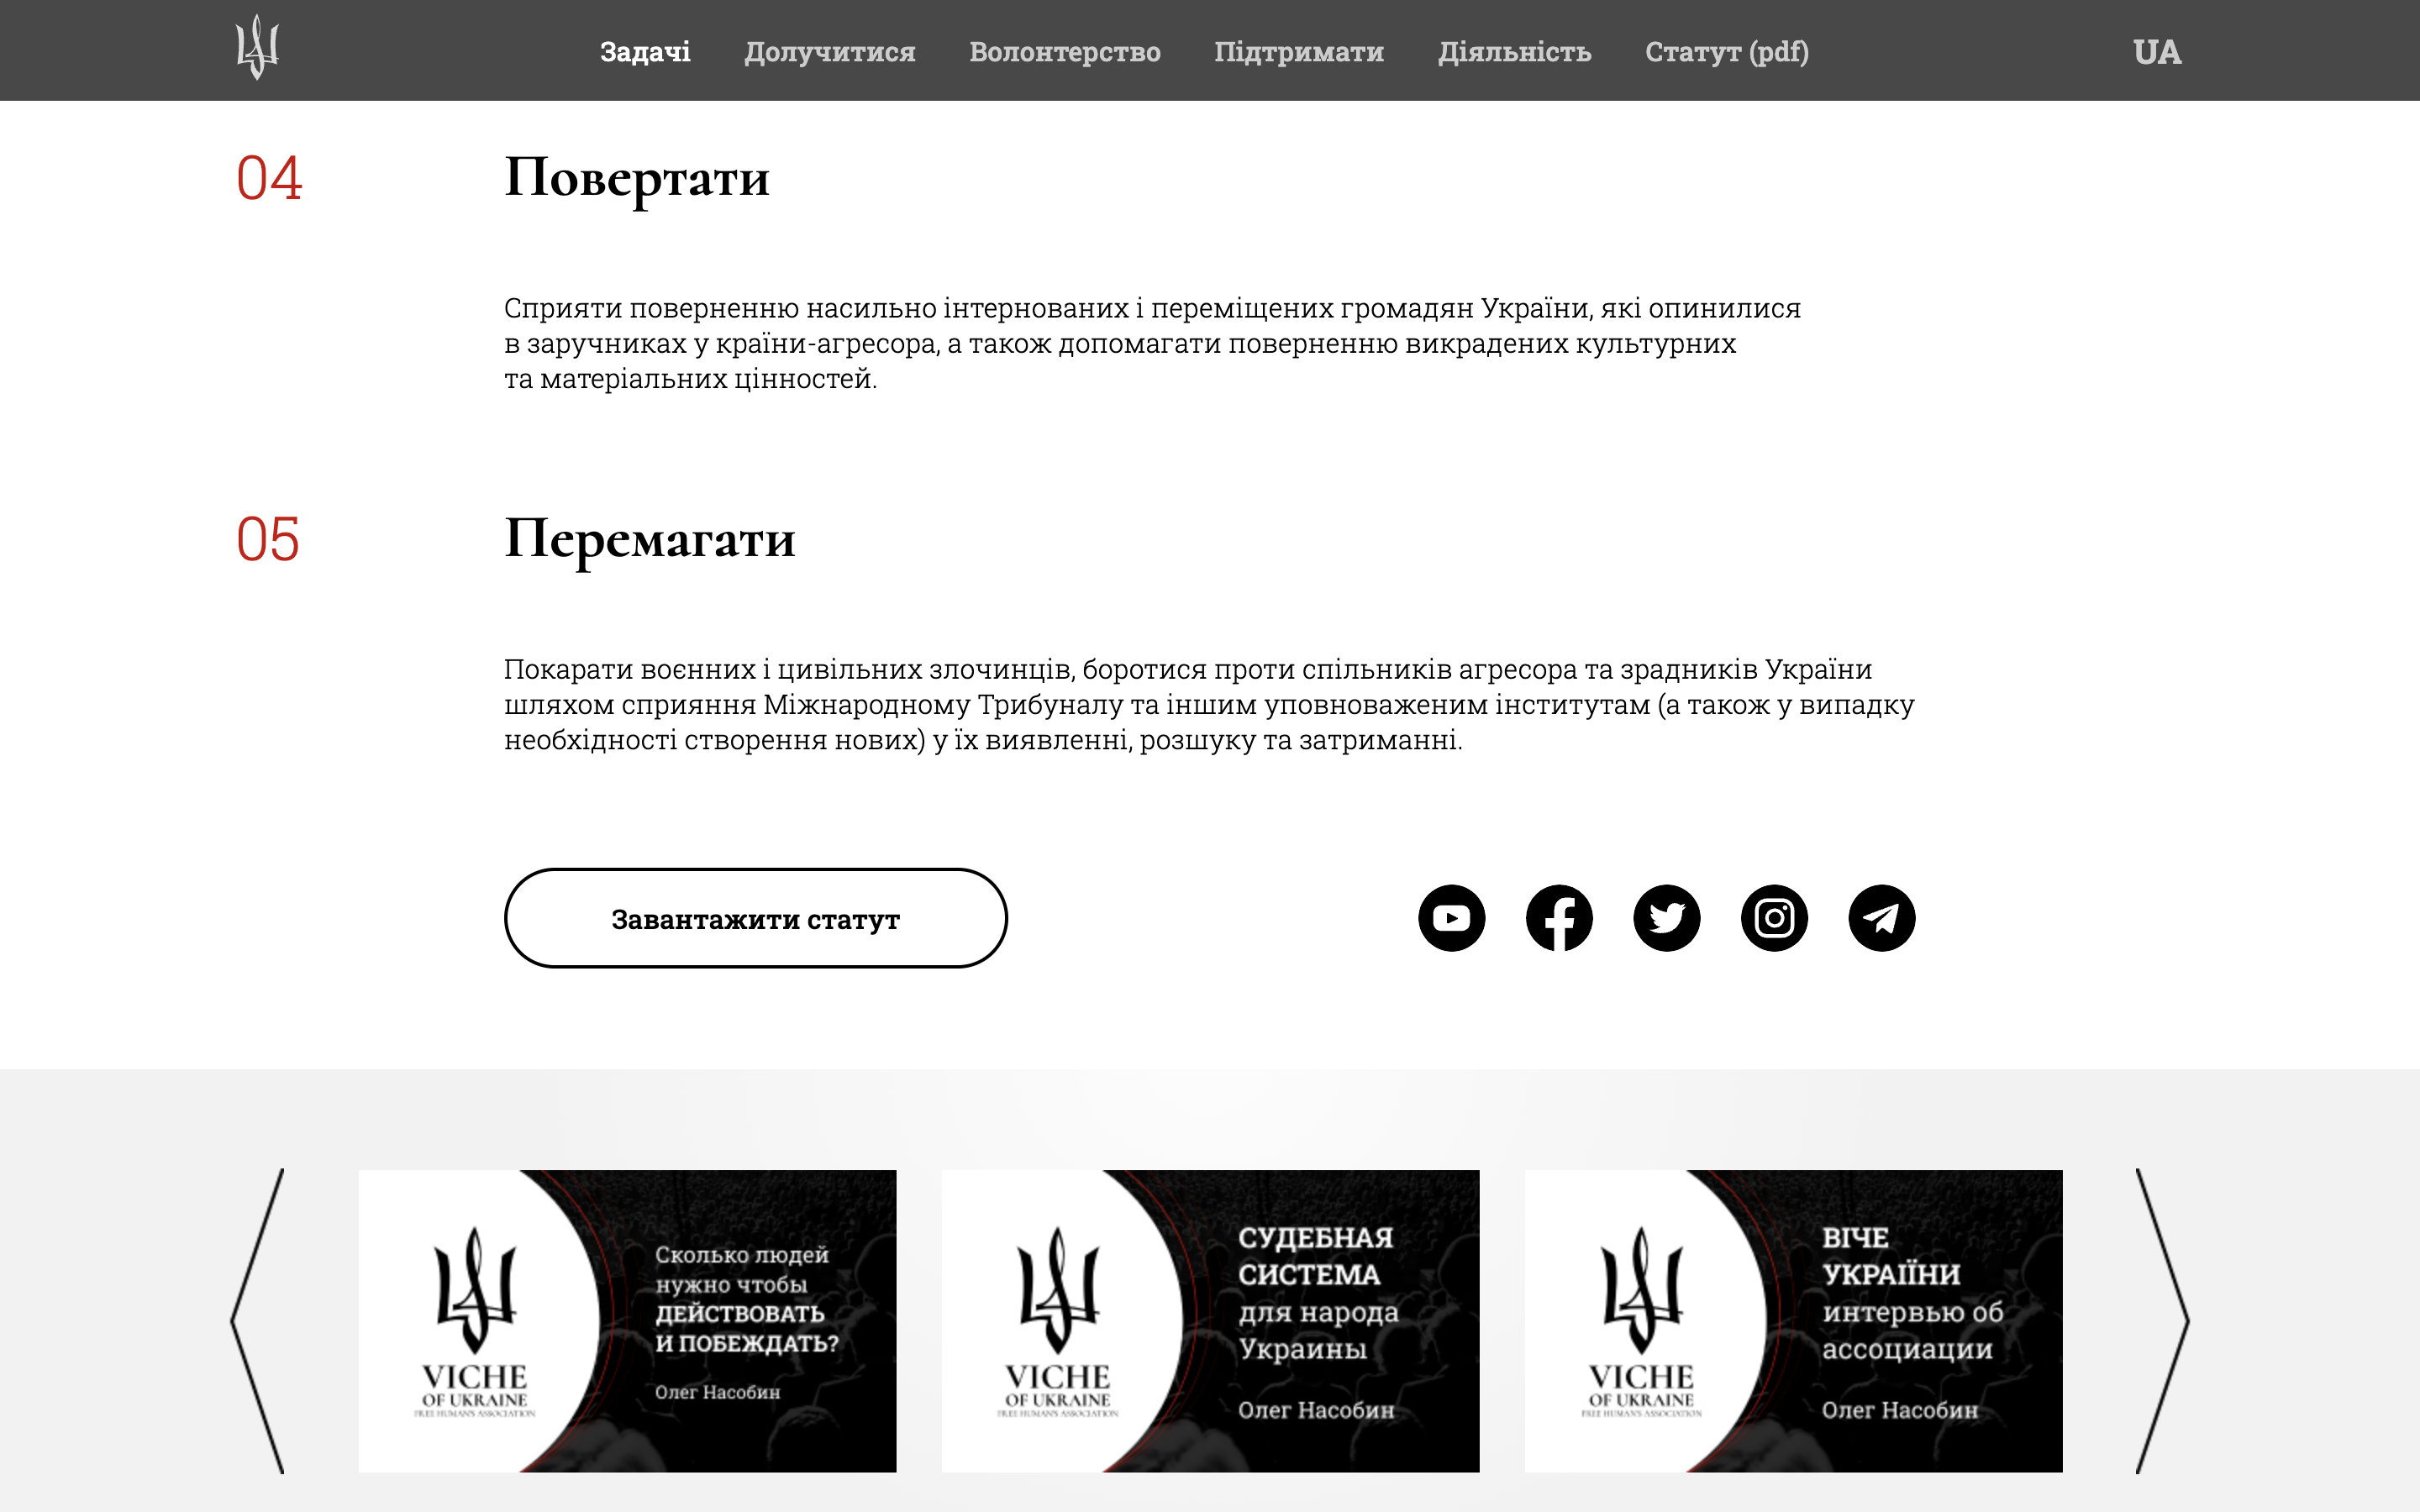 Задачі
Долучитися
Волонтерство
Підтримати
Діяльність
Статут (pdf)
UA
04
Повертати
Сприяти поверненню насильно інтернованих і переміщених громадян України, які опинилися
в заручниках у країни-агресора, а також допомагати поверненню викрадених культурних
та матеріальних цінностей.
05
Перемагати
Покарати воєнних і цивільних злочинців, боротися проти спільників агресора та зрадників України
шляхом сприяння Міжнародному Трибуналу та іншим уповноваженим інститутам (а також у випадку
необхідності створення нових) у їх виявленні, розшуку та затриманні.
Завантажити статут
VICHE
OF UKRAINE
FREE HUMAN'S ASSOCIATION
Сколько людей
нужно чтобы
ДЕЙСТВОВАТЬ
И ПОБЕЖДАТЬ?
Олег Насобин
VICHE
OF UKRAINE
FREE HUMAN'S ASSOCIATION
СУДЕБНАЯ
СИСТЕМА
для народа
Украины
Олег Насобин
VICHE
OF UKRAINE
FREE HUMAN'S ASSOCIATION
ВІЧЕ
УКРАІЇНИ
интервью об
ассоциации
Олег Насобин